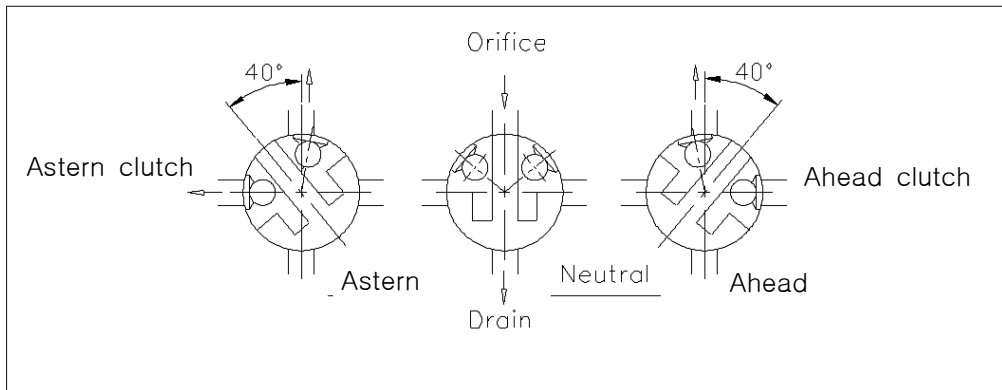 Orifice
40°
40°
Astern clutch
Ahead clutch
Astern
Neutral
Ahead
Drain